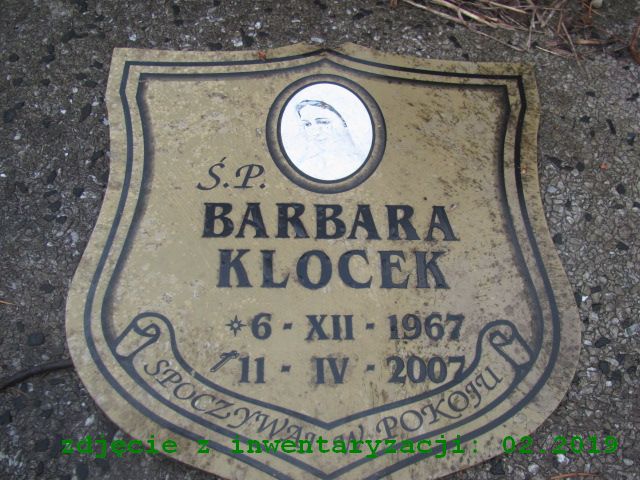 Ś.P.
BARBARA
KLOCEK
6 - XII - 1967
11 - IV - 2007
SPOCZYWAJ W POKOJU
zdjęcie z inwentaryzacji: 02.2019